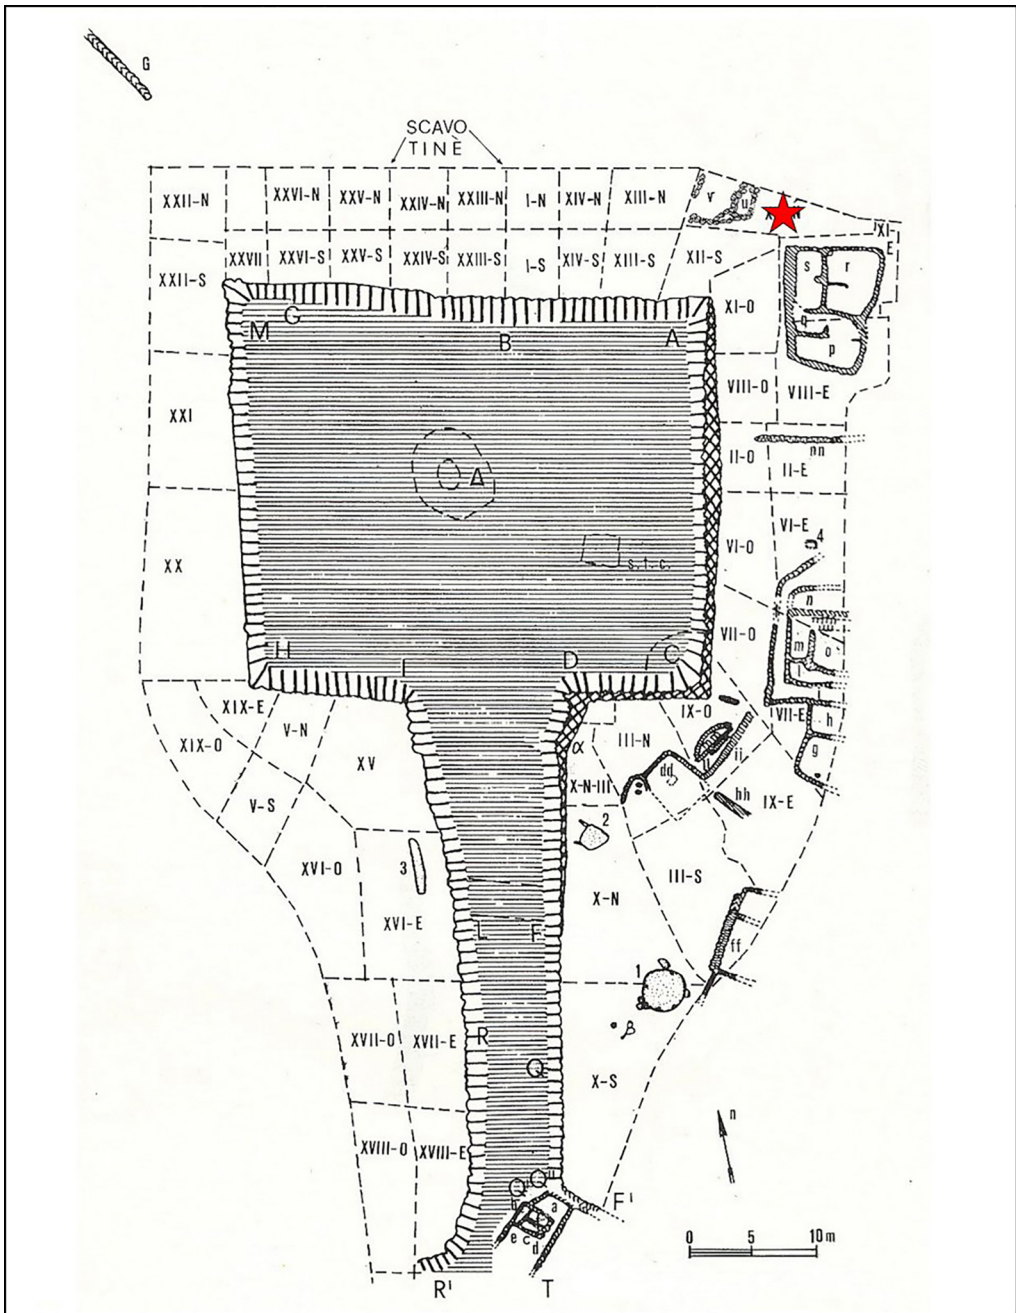 G
SCAVO
TINÈ
XXII-N
XXVI-N
XXV-N
XXIV-N
XXIII-N
I-N
XIV-N
XIII-N
v
u
XI-
E
XXII-S
XXVII
XXVI-S
XXV-S
XXIV-S
XXIII-S
I-S
XIV-S
XIII-S
XII-S
s
r
q
p
XI-O
M
G
B
A
VIII-O
VIII-E
XXI
nn
II-O
II-E
Δ
VI-E
4
XX
VI-O
s.t.c.
n
VII-O
m
o
H
I
D
C
XIX-E
V-N
IX-O
VII-E
h
XIX-O
XV
α
III-N
ii
g
dd
ll
V-S
X-N-III
hh
IX-E
2
3
XVI-O
III-S
X-N
XVI-E
L
F
ff
1
β
XVII-O
XVII-E
R
Q
X-S
n
XVIII-O
XVIII-E
Q'
Q''
b
a
F'
e
c
d
0
5
10m
R'
T